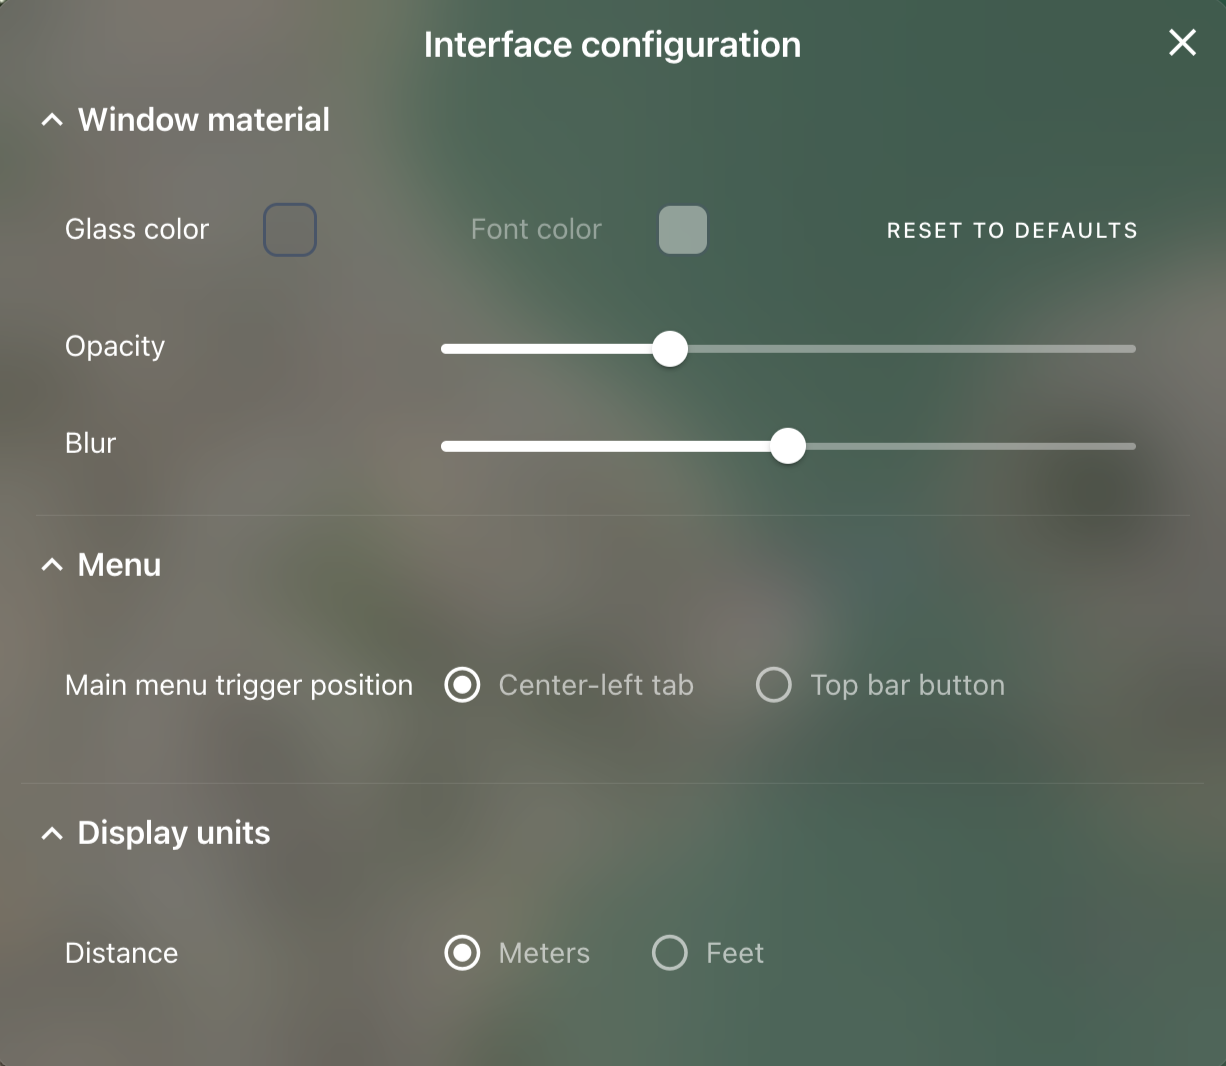 Interface configuration
Window material
Glass color
Font color
RESET TO DEFAULTS
Opacity
Blur
Menu
Main menu trigger position
Center-left tab
Top bar button
Display units
Distance
Meters
Feet